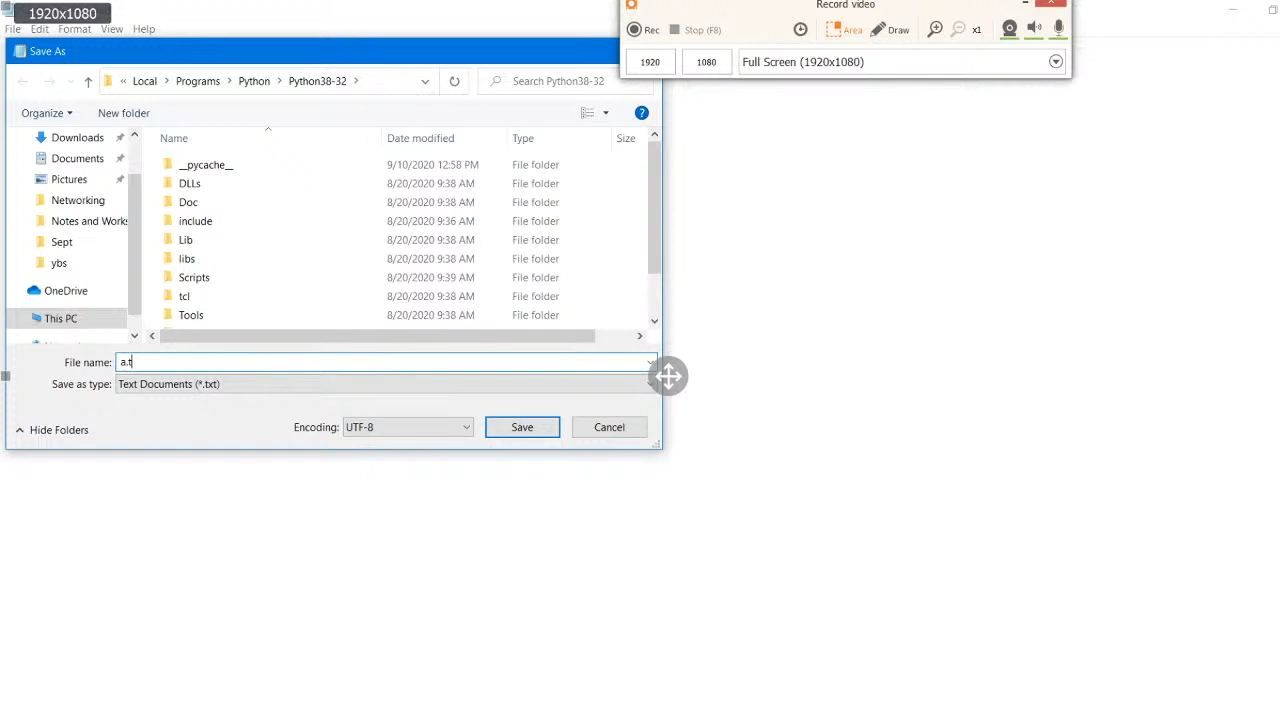 1920x1080
Record video
File Edit Format View Help
Rec Stop (F8) Area Draw x1
Save As
1920 1080 Full Screen (1920x1080)
« Local Programs Python Python38-32 Search Python38-32
Organize New folder
Name Date modified Type Size
Downloads
Documents
Pictures
Networking
Notes and Works
Sept
ybs
OneDrive
This PC
__pycache__ 9/10/2020 12:58 PM File folder
DLLs 8/20/2020 9:38 AM File folder
Doc 8/20/2020 9:38 AM File folder
include 8/20/2020 9:36 AM File folder
Lib 8/20/2020 9:38 AM File folder
libs 8/20/2020 9:38 AM File folder
Scripts 8/20/2020 9:39 AM File folder
tcl 8/20/2020 9:38 AM File folder
Tools 8/20/2020 9:38 AM File folder
File name: a.t
Save as type: Text Documents (*.txt)
Hide Folders Encoding: UTF-8 Save Cancel